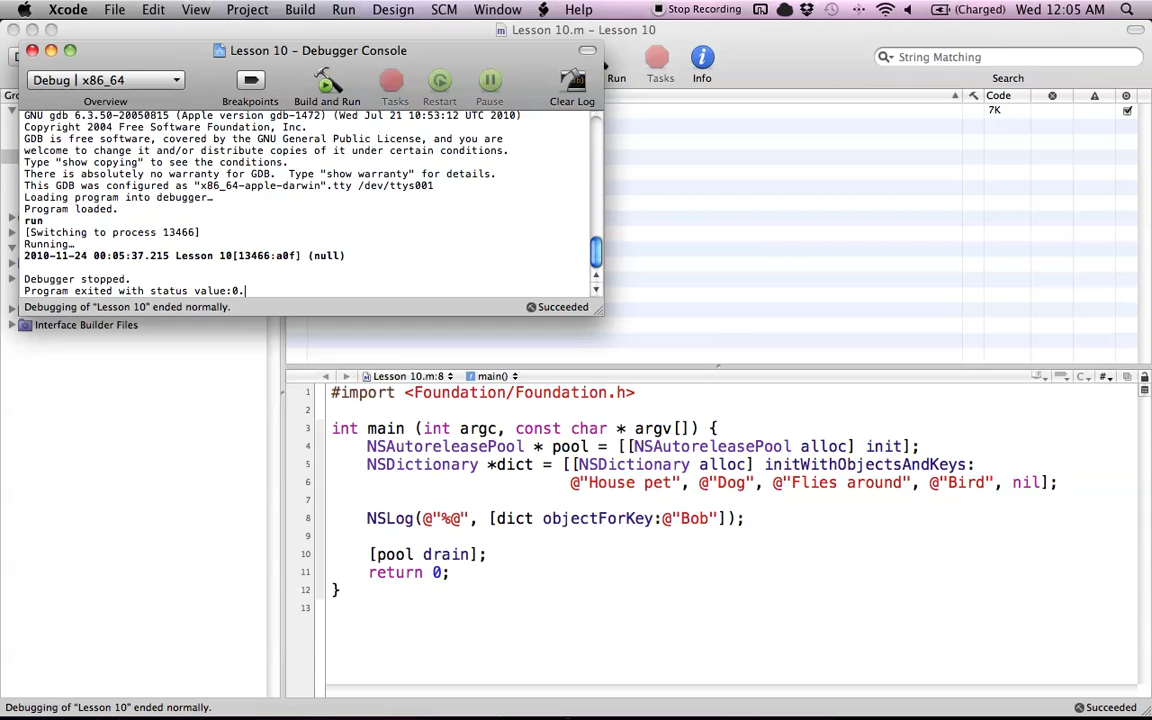 Xcode File Edit View Project Build Run Design SCM Window Help Stop Recording (Charged) Wed 12:05 AM
Lesson 10.m - Lesson 10
Lesson 10 - Debugger Console
Debug | x86_64
Overview Breakpoints Build and Run Tasks Restart Pause Clear Log
Run Tasks Info
String Matching
Search
Code
7K
GNU gdb 6.3.50-20050815 (Apple version gdb-1472) (Wed Jul 21 10:53:12 UTC 2010)
Copyright 2004 Free Software Foundation, Inc.
GDB is free software, covered by the GNU General Public License, and you are
welcome to change it and/or distribute copies of it under certain conditions.
Type "show copying" to see the conditions.
There is absolutely no warranty for GDB.  Type "show warranty" for details.
This GDB was configured as "x86_64-apple-darwin".tty /dev/ttys001
Loading program into debugger…
Program loaded.
run
[Switching to process 13466]
Running…
2010-11-24 00:05:37.215 Lesson 10[13466:a0f] (null)
Debugger stopped.
Program exited with status value:0.
Debugging of "Lesson 10" ended normally. Succeeded
Interface Builder Files
Lesson 10.m:8 main()
1 #import <Foundation/Foundation.h>
2
3 int main (int argc, const char * argv[]) {
4 NSAutoreleasePool * pool = [[NSAutoreleasePool alloc] init];
5 NSDictionary *dict = [[NSDictionary alloc] initWithObjectsAndKeys:
6 @"House pet", @"Dog", @"Flies around", @"Bird", nil];
7
8 NSLog(@"%@", [dict objectForKey:@"Bob"]);
9
10 [pool drain];
11 return 0;
12 }
13
Debugging of "Lesson 10" ended normally. Succeeded